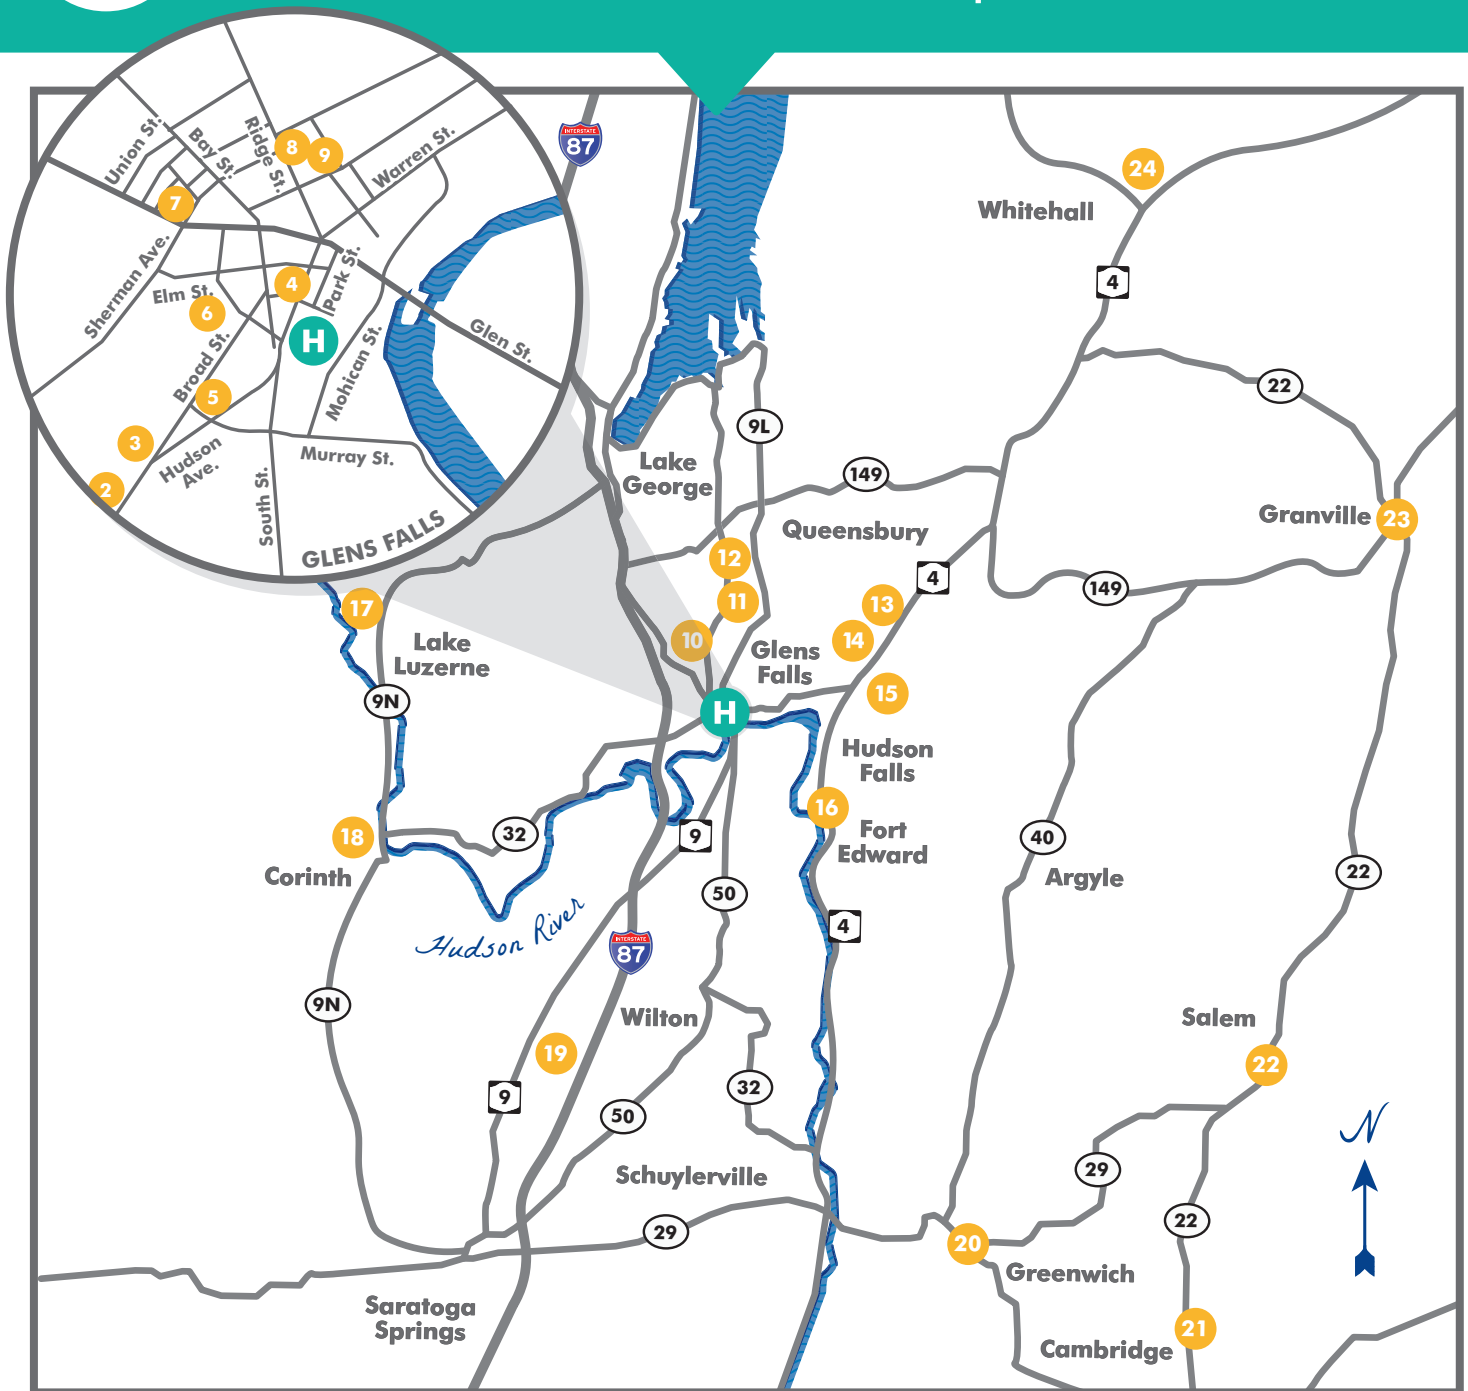 Union St.
Bay St.
Ridge St.
8
9
Warren St.
7
INTERSTATE
87
24
Whitehall
4
Sherman Ave.
Elm St.
6
4
Park St.
H
Glen St.
Broad St.
5
Mohican St.
3
2
Hudson
Ave.
Murray St.
South St.
GLENS FALLS
22
9L
Lake
George
149
Queensbury
Granville
23
12
4
149
11
13
17
10
14
Lake
Luzerne
Glens
Falls
15
9N
H
Hudson
Falls
16
18
32
9
Fort
Edward
40
Corinth
Argyle
22
50
Hudson River
4
INTERSTATE
87
9N
Wilton
Salem
19
22
9
32
50
N
Schuylerville
29
29
22
20
Greenwich
Saratoga
Springs
21
Cambridge